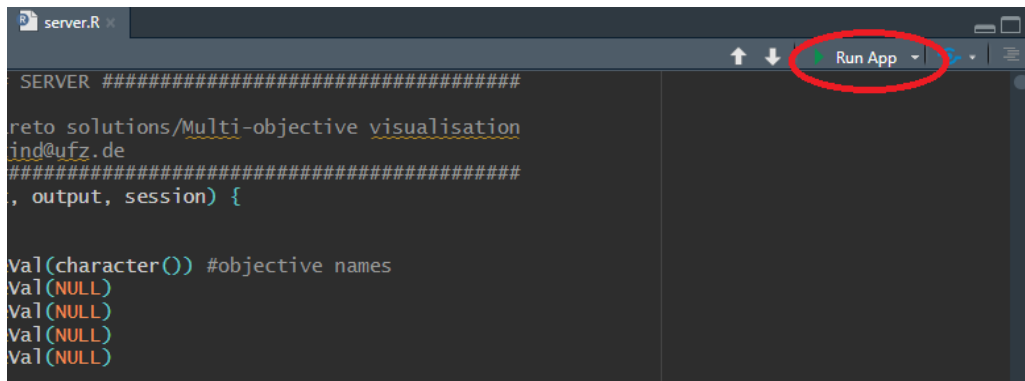 server.R ×
Run App
SERVER ####################################
reto solutions/Multi-objective visualisation
ind@ufz.de
############################################
, output, session) {
Val(character()) #objective names
Val(NULL)
Val(NULL)
Val(NULL)
Val(NULL)